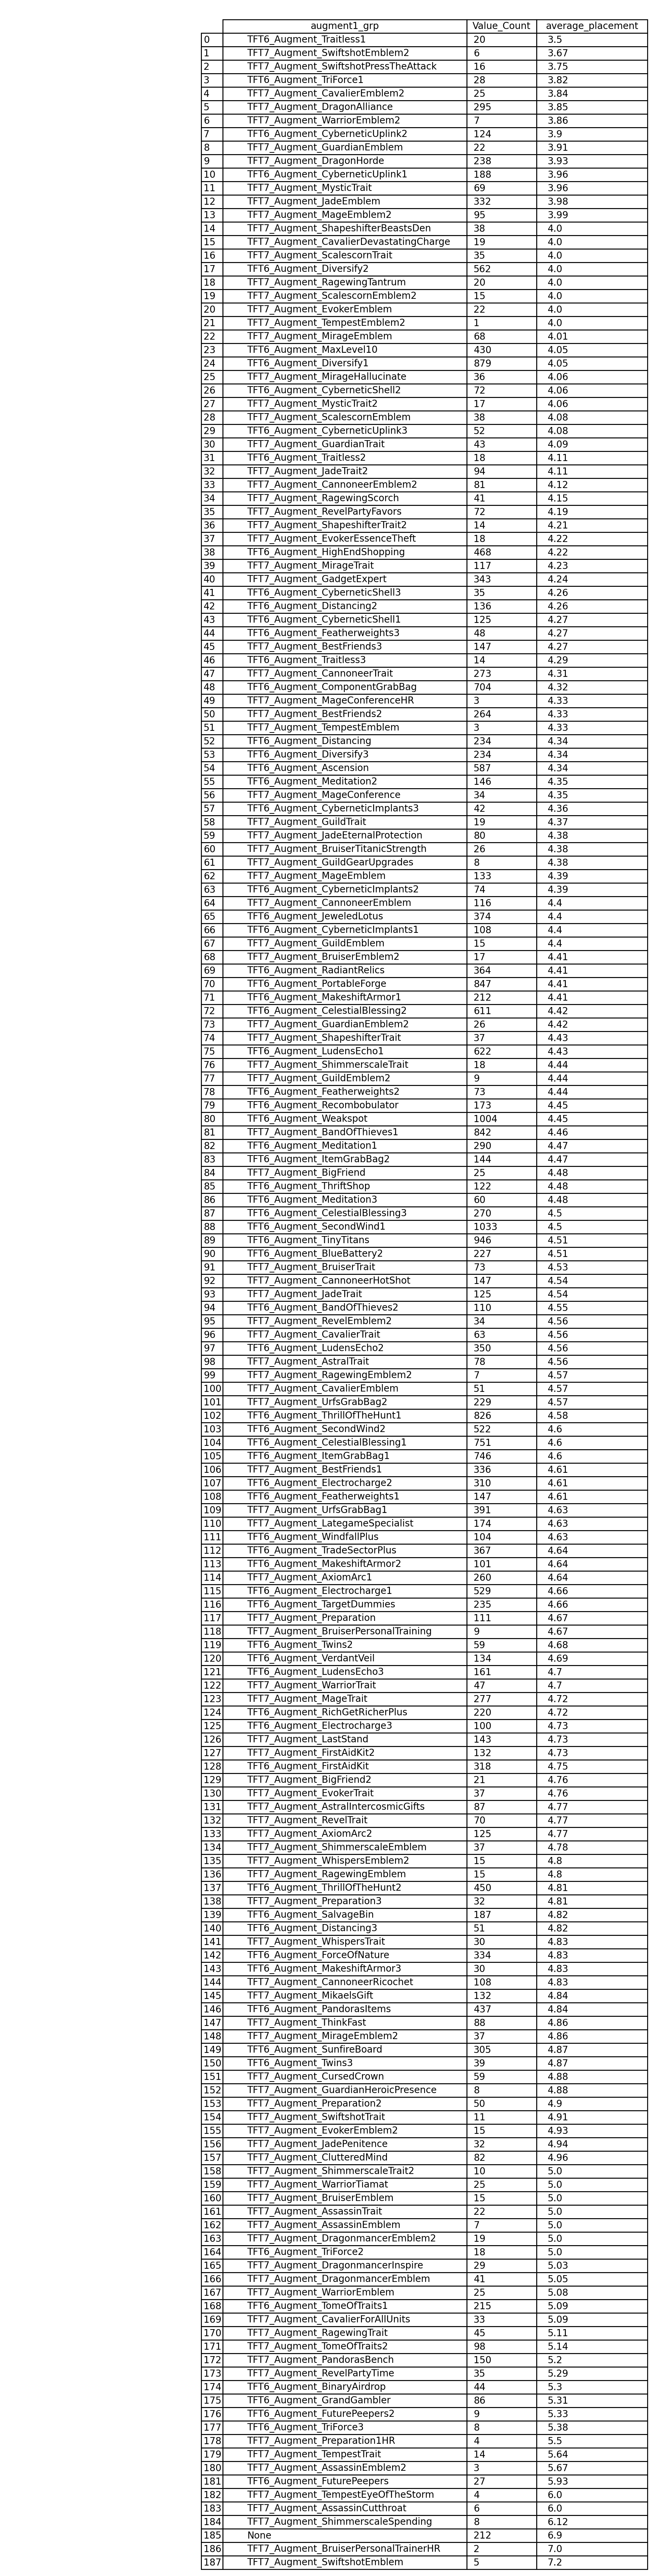 augment1_grp Value_Count average_placement
0 TFT6_Augment_Traitless1 20 3.5
1 TFT7_Augment_SwiftshotEmblem2 6 3.67
2 TFT7_Augment_SwiftshotPressTheAttack 16 3.75
3 TFT6_Augment_TriForce1 28 3.82
4 TFT7_Augment_CavalierEmblem2 25 3.84
5 TFT7_Augment_DragonAlliance 295 3.85
6 TFT7_Augment_WarriorEmblem2 7 3.86
7 TFT6_Augment_CyberneticUplink2 124 3.9
8 TFT7_Augment_GuardianEmblem 22 3.91
9 TFT7_Augment_DragonHorde 238 3.93
10 TFT6_Augment_CyberneticUplink1 188 3.96
11 TFT7_Augment_MysticTrait 69 3.96
12 TFT7_Augment_JadeEmblem 332 3.98
13 TFT7_Augment_MageEmblem2 95 3.99
14 TFT7_Augment_ShapeshifterBeastsDen 38 4.0
15 TFT7_Augment_CavalierDevastatingCharge 19 4.0
16 TFT7_Augment_ScalescornTrait 35 4.0
17 TFT6_Augment_Diversify2 562 4.0
18 TFT7_Augment_RagewingTantrum 20 4.0
19 TFT7_Augment_ScalescornEmblem2 15 4.0
20 TFT7_Augment_EvokerEmblem 22 4.0
21 TFT7_Augment_TempestEmblem2 1 4.0
22 TFT7_Augment_MirageEmblem 68 4.01
23 TFT6_Augment_MaxLevel10 430 4.05
24 TFT6_Augment_Diversify1 879 4.05
25 TFT7_Augment_MirageHallucinate 36 4.06
26 TFT6_Augment_CyberneticShell2 72 4.06
27 TFT7_Augment_MysticTrait2 17 4.06
28 TFT7_Augment_ScalescornEmblem 38 4.08
29 TFT6_Augment_CyberneticUplink3 52 4.08
30 TFT7_Augment_GuardianTrait 43 4.09
31 TFT6_Augment_Traitless2 18 4.11
32 TFT7_Augment_JadeTrait2 94 4.11
33 TFT7_Augment_CannoneerEmblem2 81 4.12
34 TFT7_Augment_RagewingScorch 41 4.15
35 TFT7_Augment_RevelPartyFavors 72 4.19
36 TFT7_Augment_ShapeshifterTrait2 14 4.21
37 TFT7_Augment_EvokerEssenceTheft 18 4.22
38 TFT6_Augment_HighEndShopping 468 4.22
39 TFT7_Augment_MirageTrait 117 4.23
40 TFT7_Augment_GadgetExpert 343 4.24
41 TFT6_Augment_CyberneticShell3 35 4.26
42 TFT6_Augment_Distancing2 136 4.26
43 TFT6_Augment_CyberneticShell1 125 4.27
44 TFT6_Augment_Featherweights3 48 4.27
45 TFT7_Augment_BestFriends3 147 4.27
46 TFT6_Augment_Traitless3 14 4.29
47 TFT7_Augment_CannoneerTrait 273 4.31
48 TFT6_Augment_ComponentGrabBag 704 4.32
49 TFT7_Augment_MageConferenceHR 3 4.33
50 TFT7_Augment_BestFriends2 264 4.33
51 TFT7_Augment_TempestEmblem 3 4.33
52 TFT6_Augment_Distancing 234 4.34
53 TFT6_Augment_Diversify3 234 4.34
54 TFT6_Augment_Ascension 587 4.34
55 TFT6_Augment_Meditation2 146 4.35
56 TFT7_Augment_MageConference 34 4.35
57 TFT6_Augment_CyberneticImplants3 42 4.36
58 TFT7_Augment_GuildTrait 19 4.37
59 TFT7_Augment_JadeEternalProtection 80 4.38
60 TFT7_Augment_BruiserTitanicStrength 26 4.38
61 TFT7_Augment_GuildGearUpgrades 8 4.38
62 TFT7_Augment_MageEmblem 133 4.39
63 TFT6_Augment_CyberneticImplants2 74 4.39
64 TFT7_Augment_CannoneerEmblem 116 4.4
65 TFT6_Augment_JeweledLotus 374 4.4
66 TFT6_Augment_CyberneticImplants1 108 4.4
67 TFT7_Augment_GuildEmblem 15 4.4
68 TFT7_Augment_BruiserEmblem2 17 4.41
69 TFT6_Augment_RadiantRelics 364 4.41
70 TFT6_Augment_PortableForge 847 4.41
71 TFT6_Augment_MakeshiftArmor1 212 4.41
72 TFT6_Augment_CelestialBlessing2 611 4.42
73 TFT7_Augment_GuardianEmblem2 26 4.42
74 TFT7_Augment_ShapeshifterTrait 37 4.43
75 TFT6_Augment_LudensEcho1 622 4.43
76 TFT7_Augment_ShimmerscaleTrait 18 4.44
77 TFT7_Augment_GuildEmblem2 9 4.44
78 TFT6_Augment_Featherweights2 73 4.44
79 TFT6_Augment_Recombobulator 173 4.45
80 TFT6_Augment_Weakspot 1004 4.45
81 TFT7_Augment_BandOfThieves1 842 4.46
82 TFT6_Augment_Meditation1 290 4.47
83 TFT6_Augment_ItemGrabBag2 144 4.47
84 TFT7_Augment_BigFriend 25 4.48
85 TFT6_Augment_ThriftShop 122 4.48
86 TFT6_Augment_Meditation3 60 4.48
87 TFT6_Augment_CelestialBlessing3 270 4.5
88 TFT6_Augment_SecondWind1 1033 4.5
89 TFT6_Augment_TinyTitans 946 4.51
90 TFT6_Augment_BlueBattery2 227 4.51
91 TFT7_Augment_BruiserTrait 73 4.53
92 TFT7_Augment_CannoneerHotShot 147 4.54
93 TFT7_Augment_JadeTrait 125 4.54
94 TFT6_Augment_BandOfThieves2 110 4.55
95 TFT7_Augment_RevelEmblem2 34 4.56
96 TFT7_Augment_CavalierTrait 63 4.56
97 TFT6_Augment_LudensEcho2 350 4.56
98 TFT7_Augment_AstralTrait 78 4.56
99 TFT7_Augment_RagewingEmblem2 7 4.57
100 TFT7_Augment_CavalierEmblem 51 4.57
101 TFT7_Augment_UrfsGrabBag2 229 4.57
102 TFT6_Augment_ThrillOfTheHunt1 826 4.58
103 TFT6_Augment_SecondWind2 522 4.6
104 TFT6_Augment_CelestialBlessing1 751 4.6
105 TFT6_Augment_ItemGrabBag1 746 4.6
106 TFT7_Augment_BestFriends1 336 4.61
107 TFT6_Augment_Electrocharge2 310 4.61
108 TFT6_Augment_Featherweights1 147 4.61
109 TFT7_Augment_UrfsGrabBag1 391 4.63
110 TFT7_Augment_LategameSpecialist 174 4.63
111 TFT6_Augment_WindfallPlus 104 4.63
112 TFT6_Augment_TradeSectorPlus 367 4.64
113 TFT6_Augment_MakeshiftArmor2 101 4.64
114 TFT7_Augment_AxiomArc1 260 4.64
115 TFT6_Augment_Electrocharge1 529 4.66
116 TFT6_Augment_TargetDummies 235 4.66
117 TFT7_Augment_Preparation 111 4.67
118 TFT7_Augment_BruiserPersonalTraining 9 4.67
119 TFT6_Augment_Twins2 59 4.68
120 TFT6_Augment_VerdantVeil 134 4.69
121 TFT6_Augment_LudensEcho3 161 4.7
122 TFT7_Augment_WarriorTrait 47 4.7
123 TFT7_Augment_MageTrait 277 4.72
124 TFT6_Augment_RichGetRicherPlus 220 4.72
125 TFT6_Augment_Electrocharge3 100 4.73
126 TFT7_Augment_LastStand 143 4.73
127 TFT7_Augment_FirstAidKit2 132 4.73
128 TFT6_Augment_FirstAidKit 318 4.75
129 TFT7_Augment_BigFriend2 21 4.76
130 TFT7_Augment_EvokerTrait 37 4.76
131 TFT7_Augment_AstralIntercosmicGifts 87 4.77
132 TFT7_Augment_RevelTrait 70 4.77
133 TFT7_Augment_AxiomArc2 125 4.77
134 TFT7_Augment_ShimmerscaleEmblem 37 4.78
135 TFT7_Augment_WhispersEmblem2 15 4.8
136 TFT7_Augment_RagewingEmblem 15 4.8
137 TFT6_Augment_ThrillOfTheHunt2 450 4.81
138 TFT7_Augment_Preparation3 32 4.81
139 TFT6_Augment_SalvageBin 187 4.82
140 TFT6_Augment_Distancing3 51 4.82
141 TFT7_Augment_WhispersTrait 30 4.83
142 TFT6_Augment_ForceOfNature 334 4.83
143 TFT6_Augment_MakeshiftArmor3 30 4.83
144 TFT7_Augment_CannoneerRicochet 108 4.83
145 TFT7_Augment_MikaelsGift 132 4.84
146 TFT6_Augment_PandorasItems 437 4.84
147 TFT7_Augment_ThinkFast 88 4.86
148 TFT7_Augment_MirageEmblem2 37 4.86
149 TFT6_Augment_SunfireBoard 305 4.87
150 TFT6_Augment_Twins3 39 4.87
151 TFT7_Augment_CursedCrown 59 4.88
152 TFT7_Augment_GuardianHeroicPresence 8 4.88
153 TFT7_Augment_Preparation2 50 4.9
154 TFT7_Augment_SwiftshotTrait 11 4.91
155 TFT7_Augment_EvokerEmblem2 15 4.93
156 TFT7_Augment_JadePenitence 32 4.94
157 TFT7_Augment_ClutteredMind 82 4.96
158 TFT7_Augment_ShimmerscaleTrait2 10 5.0
159 TFT7_Augment_WarriorTiamat 25 5.0
160 TFT7_Augment_BruiserEmblem 15 5.0
161 TFT7_Augment_AssassinTrait 22 5.0
162 TFT7_Augment_AssassinEmblem 7 5.0
163 TFT7_Augment_DragonmancerEmblem2 19 5.0
164 TFT6_Augment_TriForce2 18 5.0
165 TFT7_Augment_DragonmancerInspire 29 5.03
166 TFT7_Augment_DragonmancerEmblem 41 5.05
167 TFT7_Augment_WarriorEmblem 25 5.08
168 TFT6_Augment_TomeOfTraits1 215 5.09
169 TFT7_Augment_CavalierForAllUnits 33 5.09
170 TFT7_Augment_RagewingTrait 45 5.11
171 TFT7_Augment_TomeOfTraits2 98 5.14
172 TFT7_Augment_PandorasBench 150 5.2
173 TFT7_Augment_RevelPartyTime 35 5.29
174 TFT6_Augment_BinaryAirdrop 44 5.3
175 TFT6_Augment_GrandGambler 86 5.31
176 TFT6_Augment_FuturePeepers2 9 5.33
177 TFT6_Augment_TriForce3 8 5.38
178 TFT7_Augment_Preparation1HR 4 5.5
179 TFT7_Augment_TempestTrait 14 5.64
180 TFT7_Augment_AssassinEmblem2 3 5.67
181 TFT6_Augment_FuturePeepers 27 5.93
182 TFT7_Augment_TempestEyeOfTheStorm 4 6.0
183 TFT7_Augment_AssassinCutthroat 6 6.0
184 TFT7_Augment_ShimmerscaleSpending 8 6.12
185 None 212 6.9
186 TFT7_Augment_BruiserPersonalTrainerHR 2 7.0
187 TFT7_Augment_SwiftshotEmblem 5 7.2